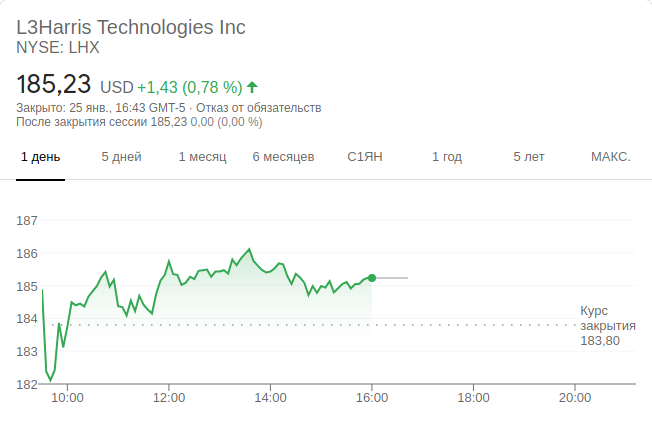 L3Harris Technologies Inc
NYSE: LHX
185,23 USD +1,43 (0,78 %)
Закрыто: 25 янв., 16:43 GMT-5 · Отказ от обязательств
После закрытия сессии 185,23 0,00 (0,00 %)
1 день 5 дней 1 месяц 6 месяцев С1ЯН 1 год 5 лет МАКС.
187
186
185
184
183
182
Курс
закрытия
183,80
10:00 12:00 14:00 16:00 18:00 20:00